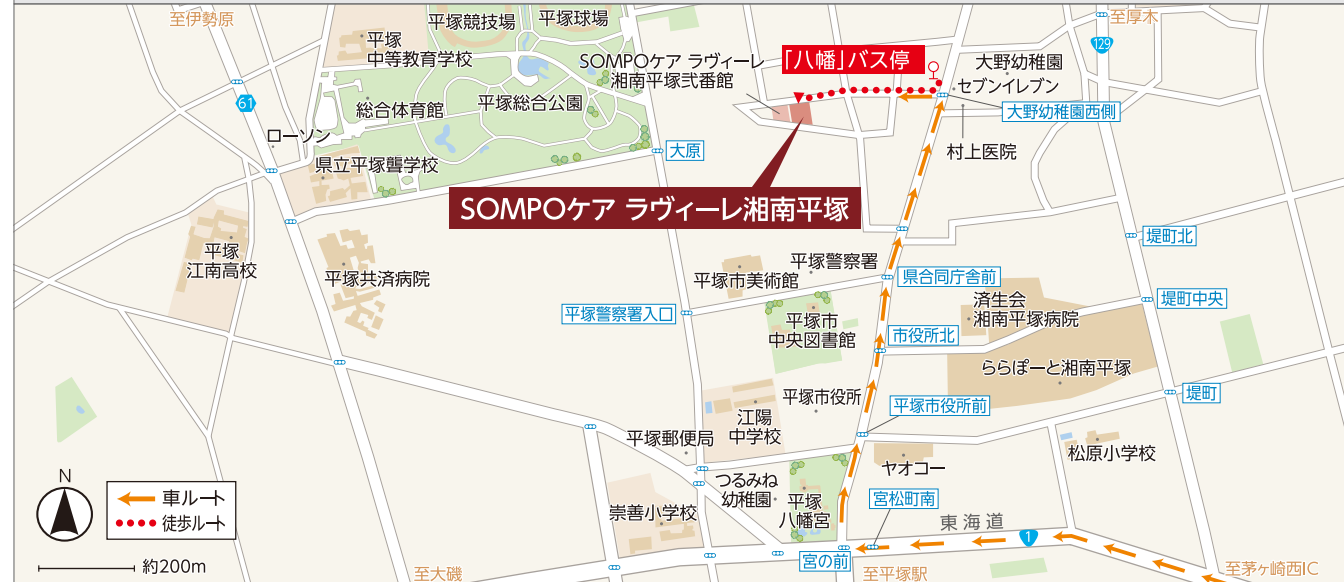 至伊勢原
平塚競技場
平塚球場
至厚木
129
平塚
中等教育学校
SOMPOケア ラヴィーレ
湘南平塚弐番館
「八幡」バス停
大野幼稚園
セブンイレブン
61
総合体育館
平塚総合公園
大野幼稚園西側
ローソン
大原
村上医院
県立平塚聾学校
SOMPOケア ラヴィーレ湘南平塚
堤町北
平塚
江南高校
平塚共済病院
平塚市美術館
平塚警察署
県合同庁舎前
済生会
湘南平塚病院
堤町中央
平塚警察署入口
平塚市
中央図書館
市役所北
ららぽーと湘南平塚
平塚市役所
堤町
平塚市役所前
江陽
中学校
平塚郵便局
ヤオコー
松原小学校
N
車ルート
徒歩ルート
つるみね
幼稚園
平塚
八幡宮
宮松町南
崇善小学校
東海道
1
宮の前
約200m
至大磯
至平塚駅
至茅ヶ崎西IC